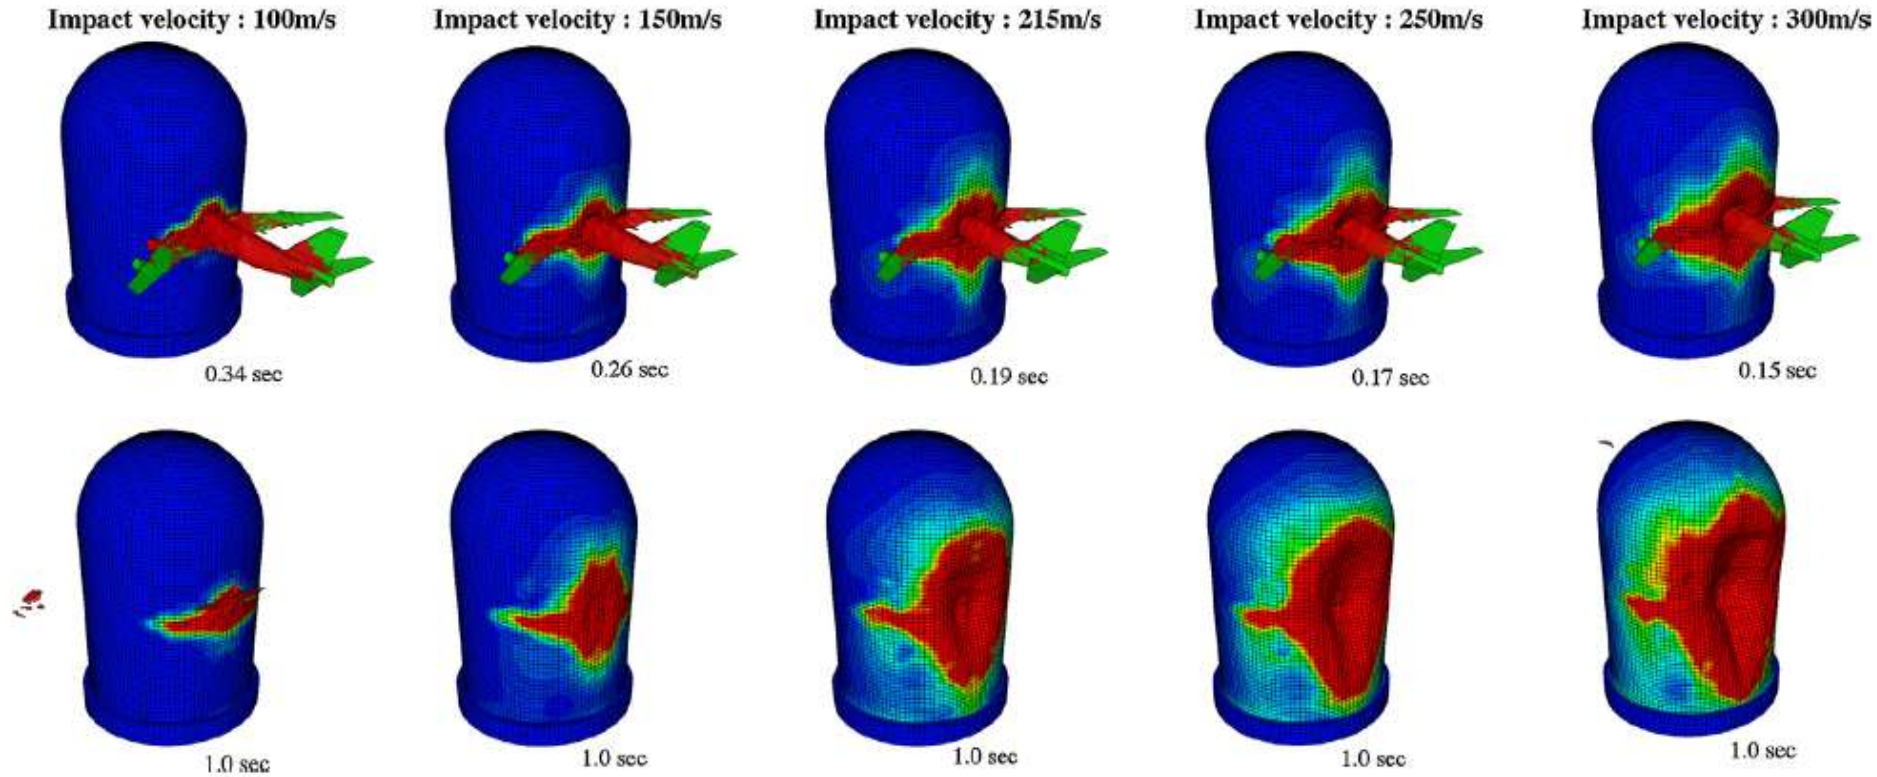 Impact velocity : 100m/s
Impact velocity : 150m/s
Impact velocity : 215m/s
Impact velocity : 250m/s
Impact velocity : 300m/s
0.34 sec
0.26 sec
0.19 sec
0.17 sec
0.15 sec
1.0 sec
1.0 sec
1.0 sec
1.0 sec
1.0 sec